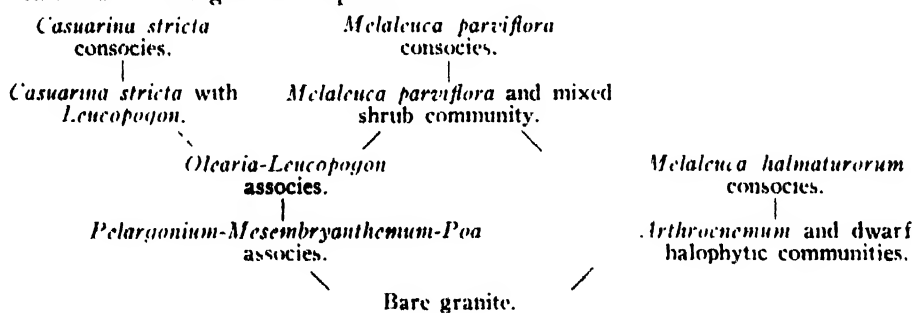 Casuarina stricta
consocies.
Melaleuca parviflora
consocies.
Casuarina stricta with
Leucopogon.
Melaleuca parviflora and mixed
shrub community.
Olearia-Leucopogon
associes.
Melaleuca halmaturorum
consocies.
Pelargonium-Mesembryanthemum-Poa
associes.
Arthrocnemum and dwarf
halophytic communities.
Bare granite.